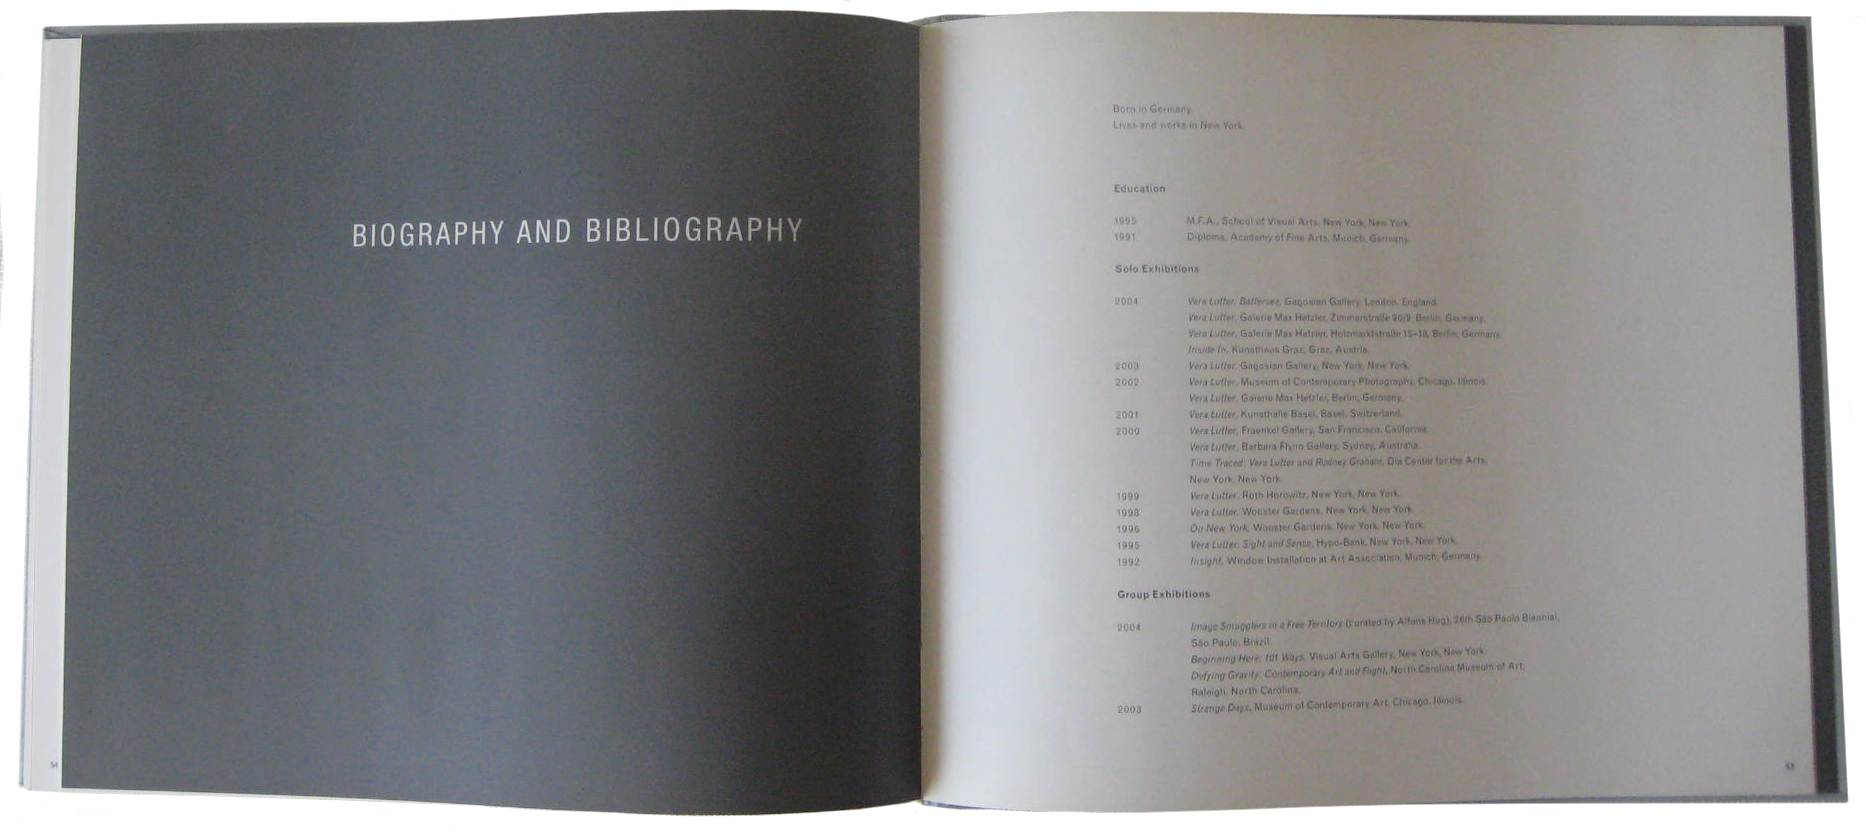 BIOGRAPHY AND BIBLIOGRAPHY
54
Born in Germany.
Lives and works in New York.
Education
1995 M.F.A., School of Visual Arts, New York, New York.
1991 Diploma, Academy of Fine Arts, Munich, Germany.
Solo Exhibitions
2004 Vera Lutter: Battersea, Gagosian Gallery, London, England.
Vera Lutter, Galerie Max Hetzler, Zimmerstraße 90/9, Berlin, Germany.
Vera Lutter, Galerie Max Hetzler, Holzmarktstraße 15–18, Berlin, Germany.
Inside In, Kunsthaus Graz, Graz, Austria.
2003 Vera Lutter, Gagosian Gallery, New York, New York.
2002 Vera Lutter, Museum of Contemporary Photography, Chicago, Illinois.
Vera Lutter, Galerie Max Hetzler, Berlin, Germany.
2001 Vera Lutter, Kunsthalle Basel, Basel, Switzerland.
2000 Vera Lutter, Fraenkel Gallery, San Francisco, California.
Vera Lutter, Barbara Flynn Gallery, Sydney, Australia.
Time Traced: Vera Lutter and Rodney Graham, Dia Center for the Arts,
New York, New York.
1999 Vera Lutter, Roth Horowitz, New York, New York.
1998 Vera Lutter, Wooster Gardens, New York, New York.
1996 On New York, Wooster Gardens, New York, New York.
1995 Vera Lutter: Sight and Sense, Hypo-Bank, New York, New York.
1992 Insight, Window Installation at Art Association, Munich, Germany.
Group Exhibitions
2004 Image Smugglers in a Free Territory (curated by Alfons Hug), 26th São Paulo Biennial,
São Paulo, Brazil.
Beginning Here: 101 Ways, Visual Arts Gallery, New York, New York.
Defying Gravity: Contemporary Art and Flight, North Carolina Museum of Art,
Raleigh, North Carolina.
2003 Strange Days, Museum of Contemporary Art, Chicago, Illinois.